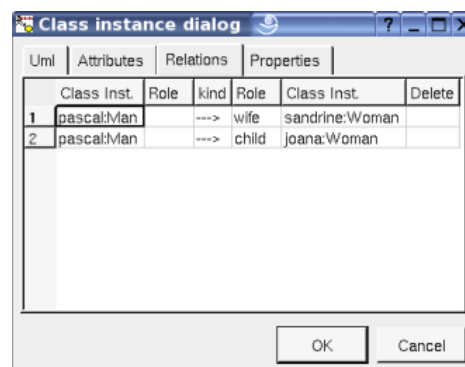 Class instance dialog ? _
Uml Attributes Relations Properties
Class Inst. Role kind Role Class Inst. Delete
1 pascal:Man ---> wife sandrine:Woman
2 pascal:Man ---> child joana:Woman
OK Cancel